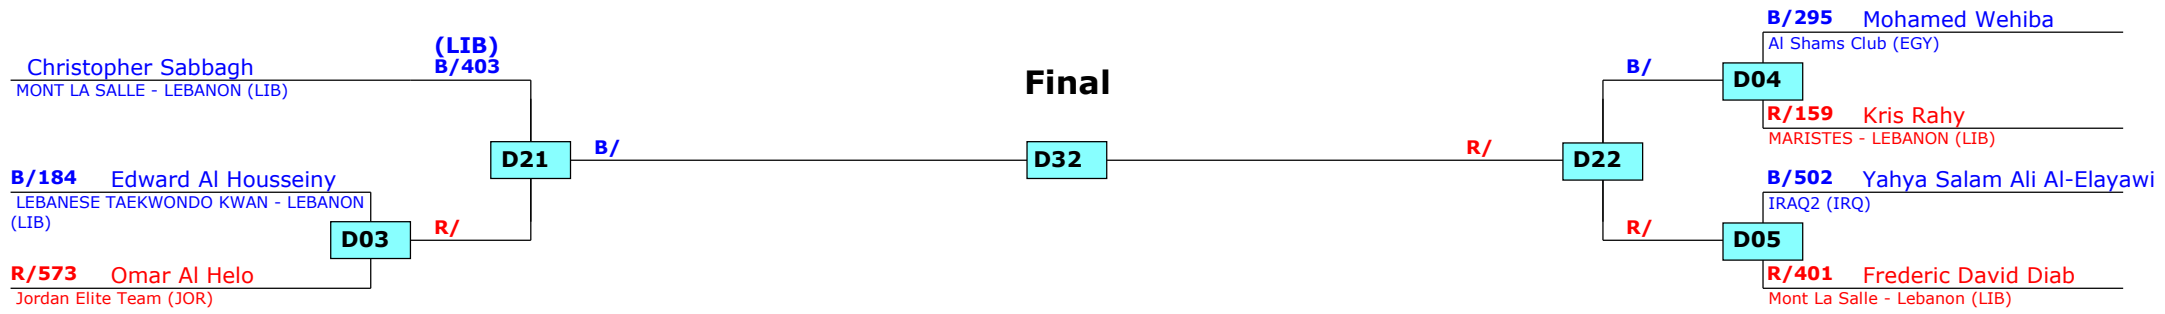 (LIB)
Christopher Sabbagh B/403
MONT LA SALLE - LEBANON (LIB)
D21
B/
B/184 Edward Al Housseiny
LEBANESE TAEKWONDO KWAN - LEBANON
(LIB)
D03
R/
R/573 Omar Al Helo
Jordan Elite Team (JOR)
Final
D32
B/295 Mohamed Wehiba
Al Shams Club (EGY)
B/
D04
R/159 Kris Rahy
MARISTES - LEBANON (LIB)
R/
D22
B/502 Yahya Salam Ali Al-Elayawi
IRAQ2 (IRQ)
R/
D05
R/401 Frederic David Diab
Mont La Salle - Lebanon (LIB)